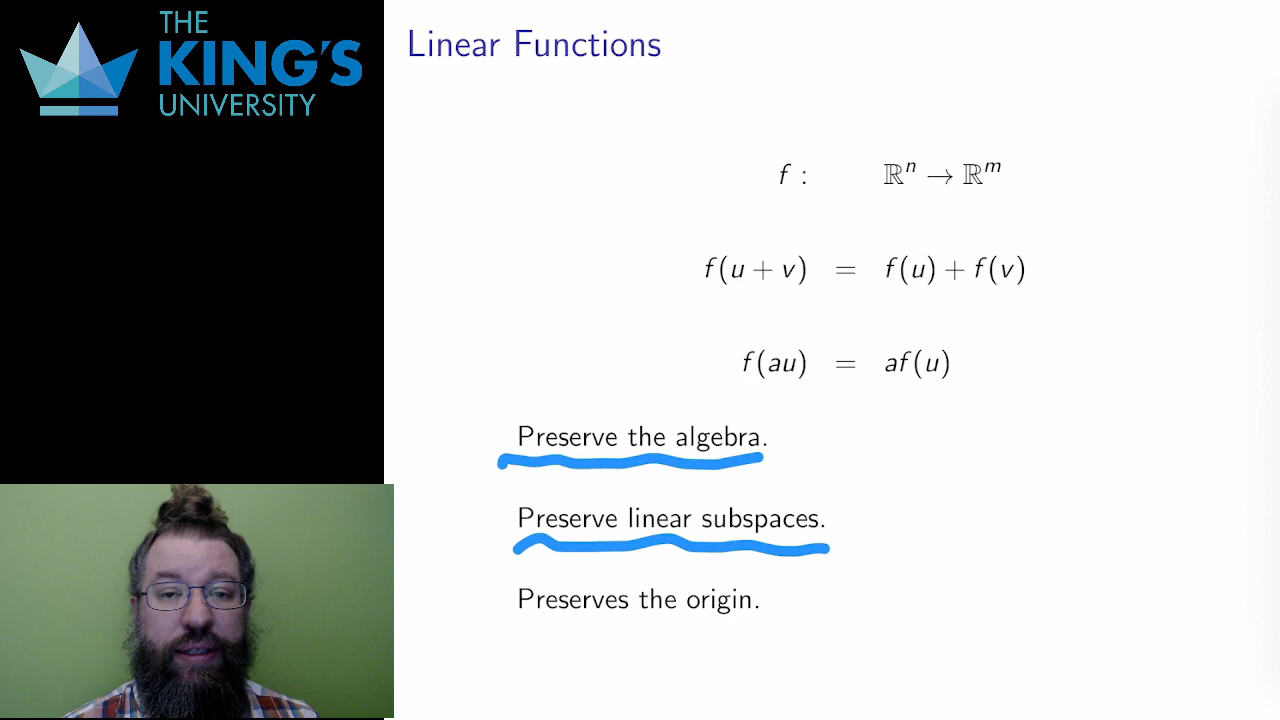 THE
KING'S
UNIVERSITY
Linear Functions
f : ℝⁿ → ℝᵐ
f(u + v) = f(u) + f(v)
f(au) = af(u)
Preserve the algebra.
Preserve linear subspaces.
Preserves the origin.